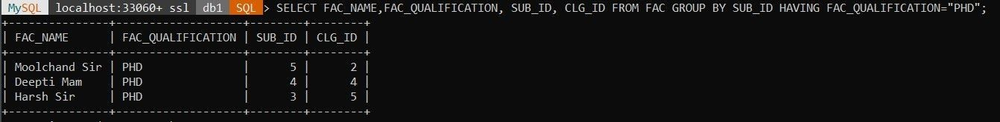 MySQL localhost:33060+ ssl db1 SQL > SELECT FAC_NAME,FAC_QUALIFICATION, SUB_ID, CLG_ID FROM FAC GROUP BY SUB_ID HAVING FAC_QUALIFICATION="PHD";
+---------------+-------------------+--------+--------+
| FAC_NAME      | FAC_QUALIFICATION | SUB_ID | CLG_ID |
+---------------+-------------------+--------+--------+
| Moolchand Sir | PHD               |      5 |      2 |
| Deepti Mam    | PHD               |      4 |      4 |
| Harsh Sir     | PHD               |      3 |      5 |
+---------------+-------------------+--------+--------+